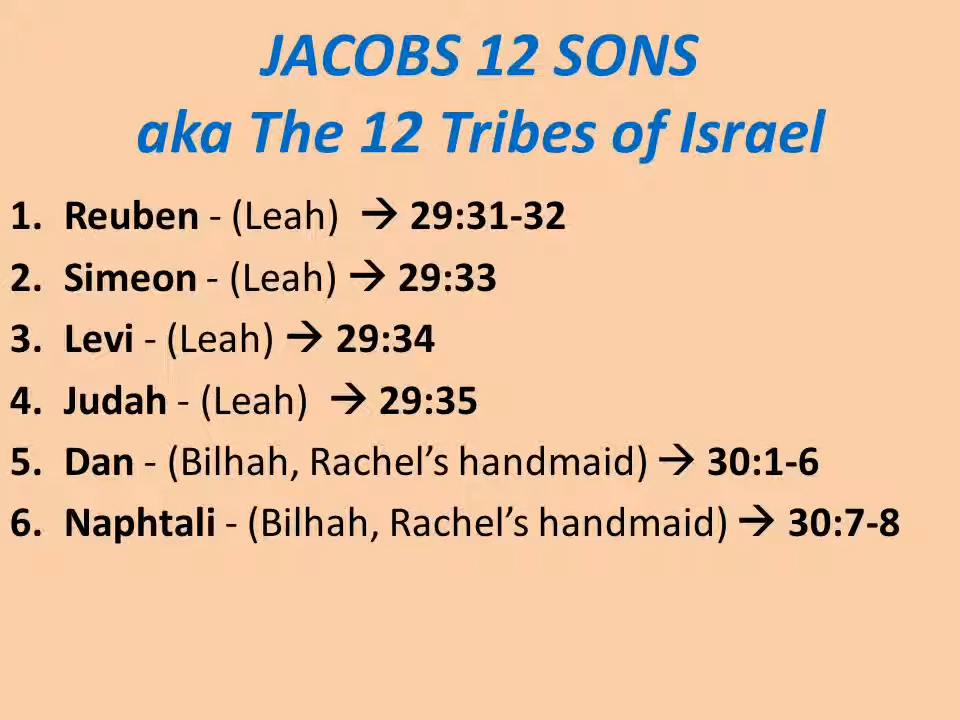 JACOBS 12 SONS
aka The 12 Tribes of Israel
1. Reuben - (Leah) → 29:31-32
2. Simeon - (Leah) → 29:33
3. Levi - (Leah) → 29:34
4. Judah - (Leah) → 29:35
5. Dan - (Bilhah, Rachel’s handmaid) → 30:1-6
6. Naphtali - (Bilhah, Rachel’s handmaid) → 30:7-8